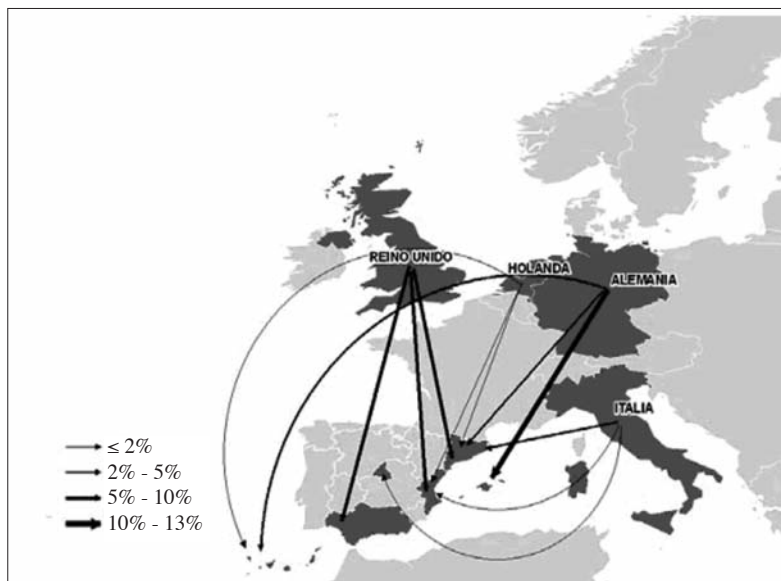 REINO UNIDO
HOLANDA
ALEMANIA
ITALIA
≤ 2%
2% - 5%
5% - 10%
10% - 13%